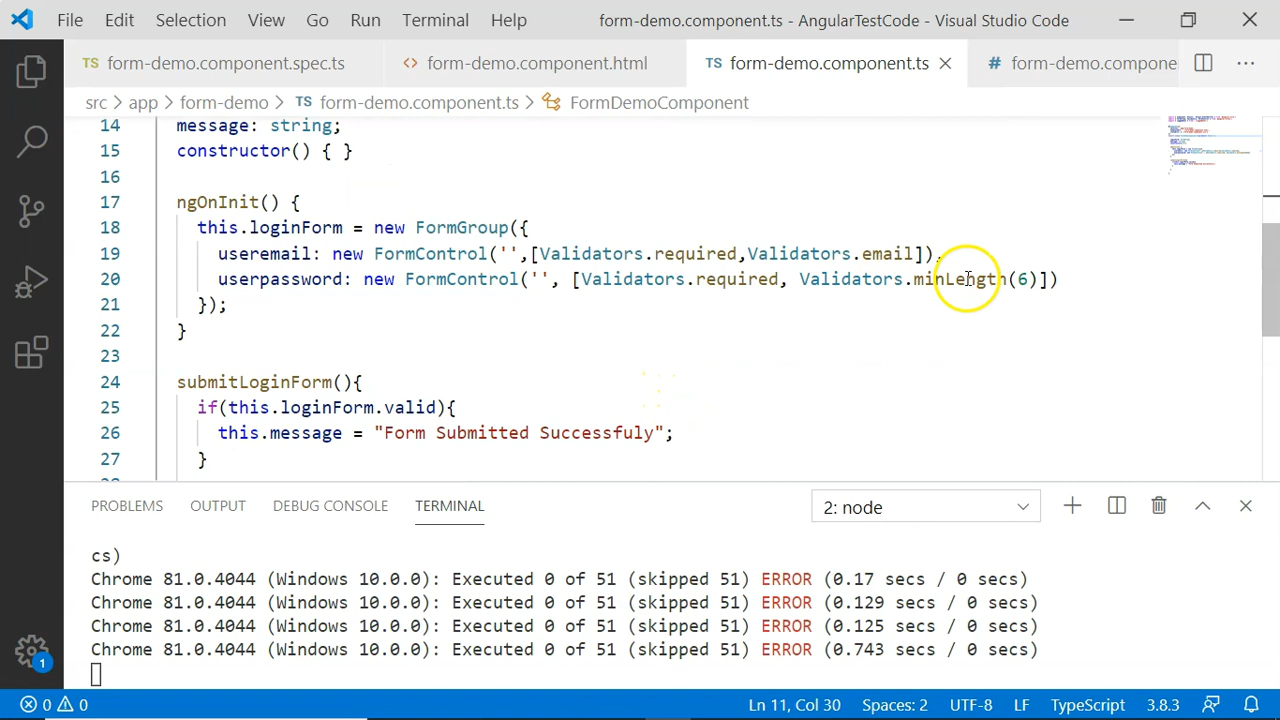 File Edit Selection View Go Run Terminal Help form-demo.component.ts - AngularTestCode - Visual Studio Code
TS form-demo.component.spec.ts <> form-demo.component.html TS form-demo.component.ts # form-demo.compone
src > app > form-demo > TS form-demo.component.ts > FormDemoComponent
14 message: string;
15 constructor() { }
16
17 ngOnInit() {
18 this.loginForm = new FormGroup({
19 useremail: new FormControl('',[Validators.required,Validators.email]),
20 userpassword: new FormControl('', [Validators.required, Validators.minLength(6)])
21 });
22 }
23
24 submitLoginForm(){
25 if(this.loginForm.valid){
26 this.message = "Form Submitted Successfuly";
27 }
PROBLEMS OUTPUT DEBUG CONSOLE TERMINAL 2: node
cs)
Chrome 81.0.4044 (Windows 10.0.0): Executed 0 of 51 (skipped 51) ERROR (0.17 secs / 0 secs)
Chrome 81.0.4044 (Windows 10.0.0): Executed 0 of 51 (skipped 51) ERROR (0.129 secs / 0 secs)
Chrome 81.0.4044 (Windows 10.0.0): Executed 0 of 51 (skipped 51) ERROR (0.125 secs / 0 secs)
Chrome 81.0.4044 (Windows 10.0.0): Executed 0 of 51 (skipped 51) ERROR (0.743 secs / 0 secs)
1
0 0 Ln 11, Col 30 Spaces: 2 UTF-8 LF TypeScript 3.8.3